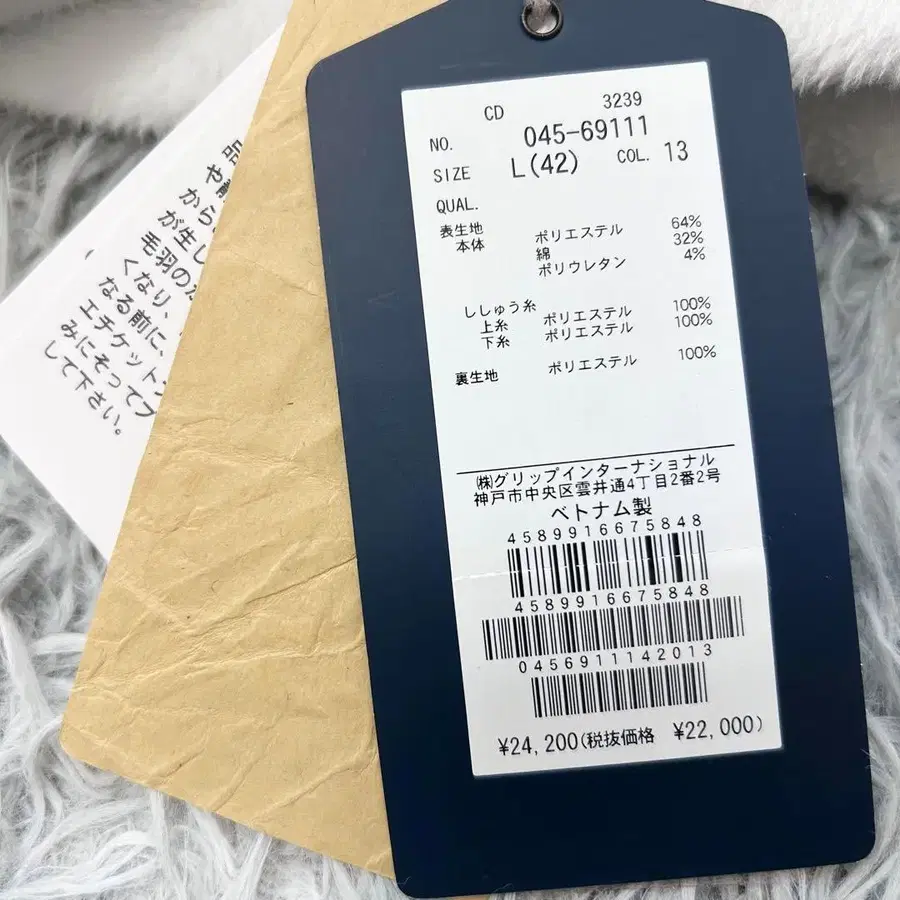 CD 3239
NO. 045-69111
SIZE L(42) COL. 13
QUAL.
表生地
本体 ポリエステル 64%
綿 32%
ポリウレタン 4%
ししゅう糸
上糸 ポリエステル 100%
下糸 ポリエステル 100%
裏生地 ポリエステル 100%
㈱グリップインターナショナル
神戸市中央区雲井通4丁目2番2号
ベトナム製
4589916675848
4589916675848
0456911142013
¥24,200(税抜価格 ¥22,000)
品
や
から
が生し
毛羽の
くなり、
なる前に、
エチケット
みにそってブ
して下さい。